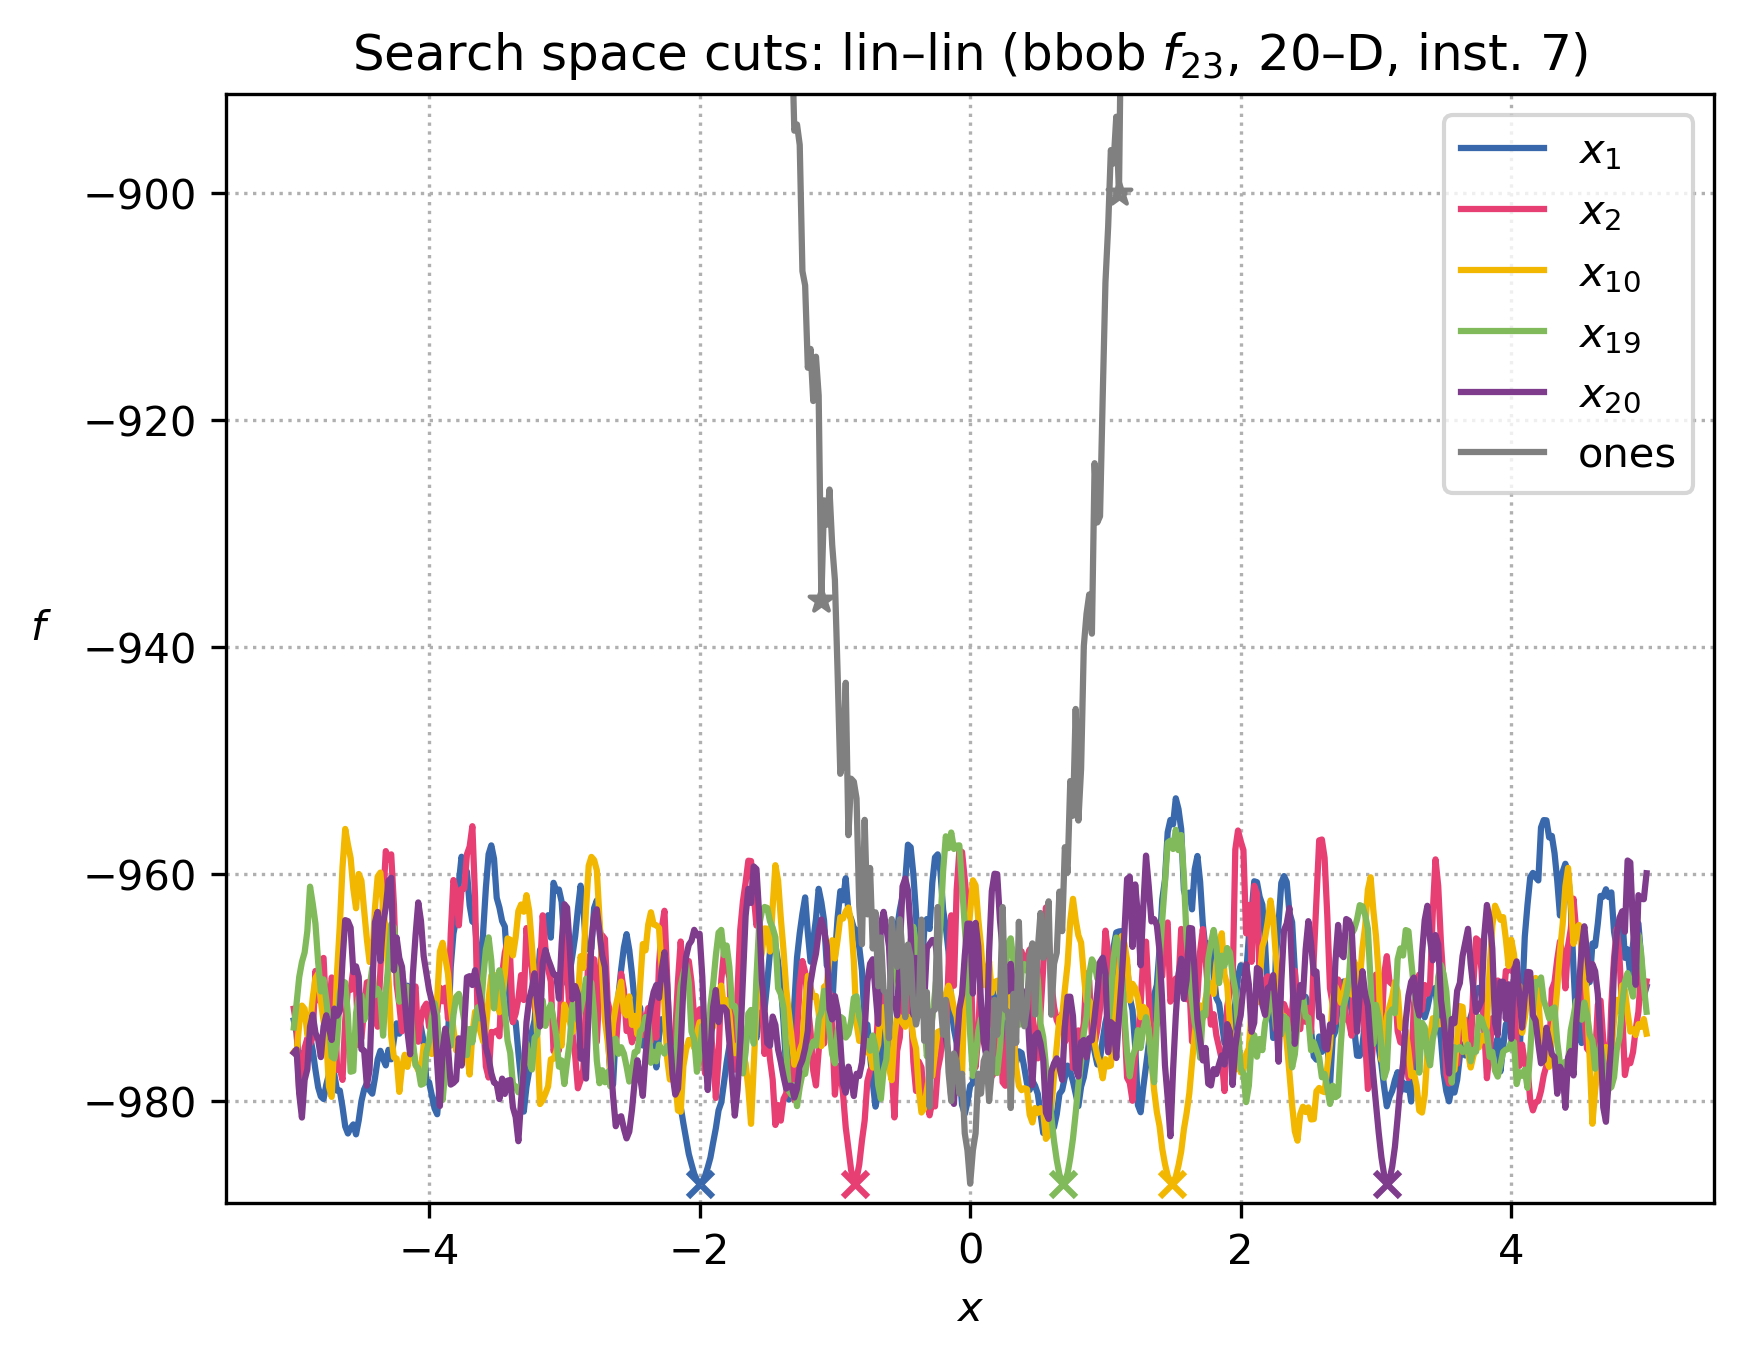 Search space cuts: lin–lin (bbob f₂₃, 20–D, inst. 7)
−900
−920
−940
−960
−980
f
−4
−2
0
2
4
x
x₁
x₂
x₁₀
x₁₉
x₂₀
ones